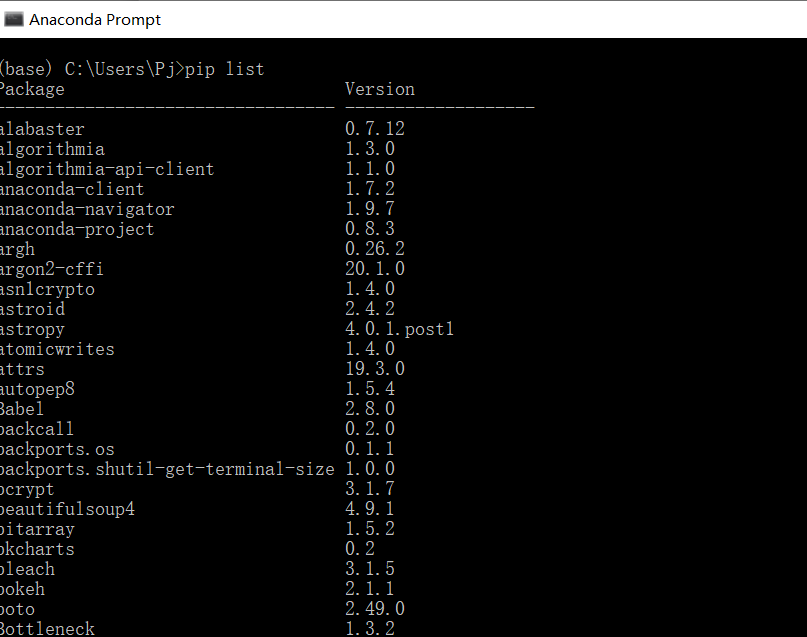 Anaconda Prompt
(base) C:\Users\Pj>pip list
Package Version
---------------------------------- -------------------
alabaster 0.7.12
algorithmia 1.3.0
algorithmia-api-client 1.1.0
anaconda-client 1.7.2
anaconda-navigator 1.9.7
anaconda-project 0.8.3
argh 0.26.2
argon2-cffi 20.1.0
asn1crypto 1.4.0
astroid 2.4.2
astropy 4.0.1.post1
atomicwrites 1.4.0
attrs 19.3.0
autopep8 1.5.4
Babel 2.8.0
backcall 0.2.0
backports.os 0.1.1
backports.shutil-get-terminal-size 1.0.0
bcrypt 3.1.7
beautifulsoup4 4.9.1
bitarray 1.5.2
bkcharts 0.2
bleach 3.1.5
bokeh 2.1.1
boto 2.49.0
Bottleneck 1.3.2